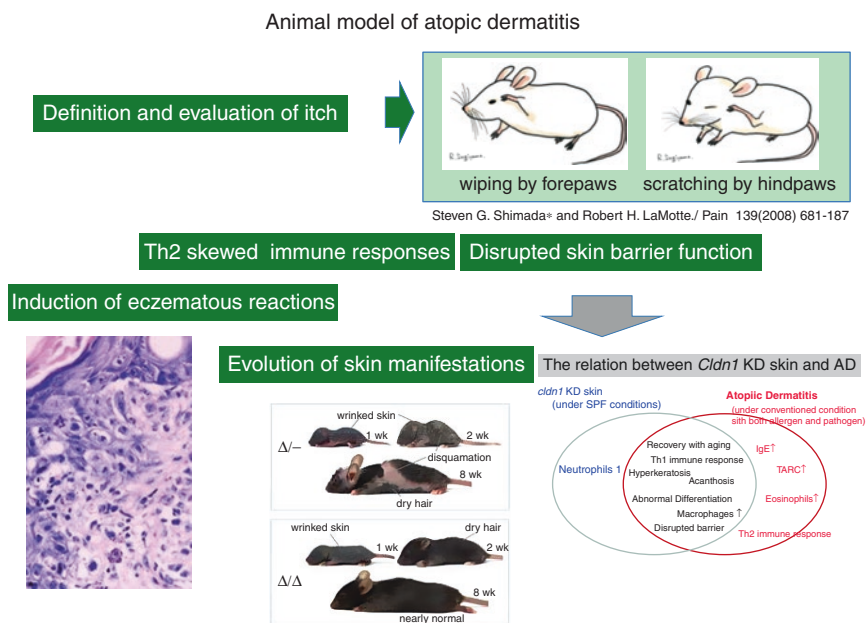 Animal model of atopic dermatitis
Definition and evaluation of itch
R. Inglowra
wiping by forepaws
scratching by hindpaws
Steven G. Shimada* and Robert H. LaMotte./ Pain 139(2008) 681-187
Th2 skewed immune responses
Disrupted skin barrier function
Induction of eczematous reactions
Evolution of skin manifestations
The relation between Cldn1 KD skin and AD
wrinked skin
1 wk
2 wk
Δ/−
disquamation
8 wk
dry hair
wrinked skin
dry hair
1 wk
2 wk
Δ/Δ
8 wk
nearly normal
cldn1 KD skin
(under SPF conditions)
Atopiic Dermatitis
(under conventioned condition
sith both allergen and pathogen)
Neutrophils 1
Recovery with aging
Th1 immune response
Hyperkeratosis
Acanthosis
Abnormal Differentiation
Macrophages ↑
Disrupted barrier
IgE↑
TARC↑
Eosinophils↑
Th2 immune response